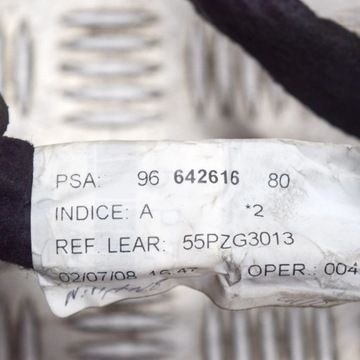 PSA: 96 642616 80
INDICE: A *2
REF. LEAR: 55PZG3013
02/07/08 OPER.: 004